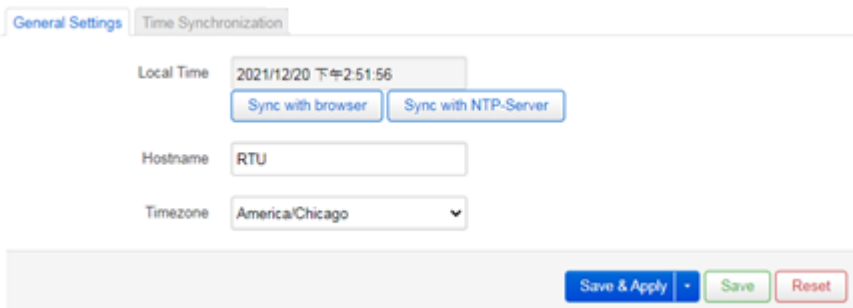 General Settings Time Synchronization
Local Time 2021/12/20 下午2:51:56
Sync with browser Sync with NTP-Server
Hostname RTU
Timezone America/Chicago
Save & Apply Save Reset